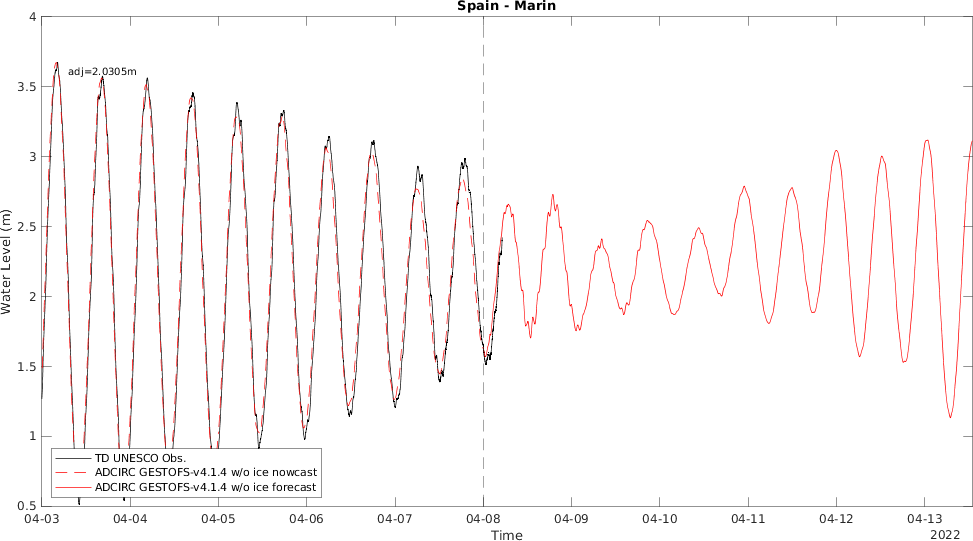 Spain - Marin
adj=2.0305m
4
3.5
3
2.5
2
1.5
1
0.5
Water Level (m)
TD UNESCO Obs.
ADCIRC GESTOFS-v4.1.4 w/o ice nowcast
ADCIRC GESTOFS-v4.1.4 w/o ice forecast
04-03 04-04 04-05 04-06 04-07 04-08 04-09 04-10 04-11 04-12 04-13
Time
2022